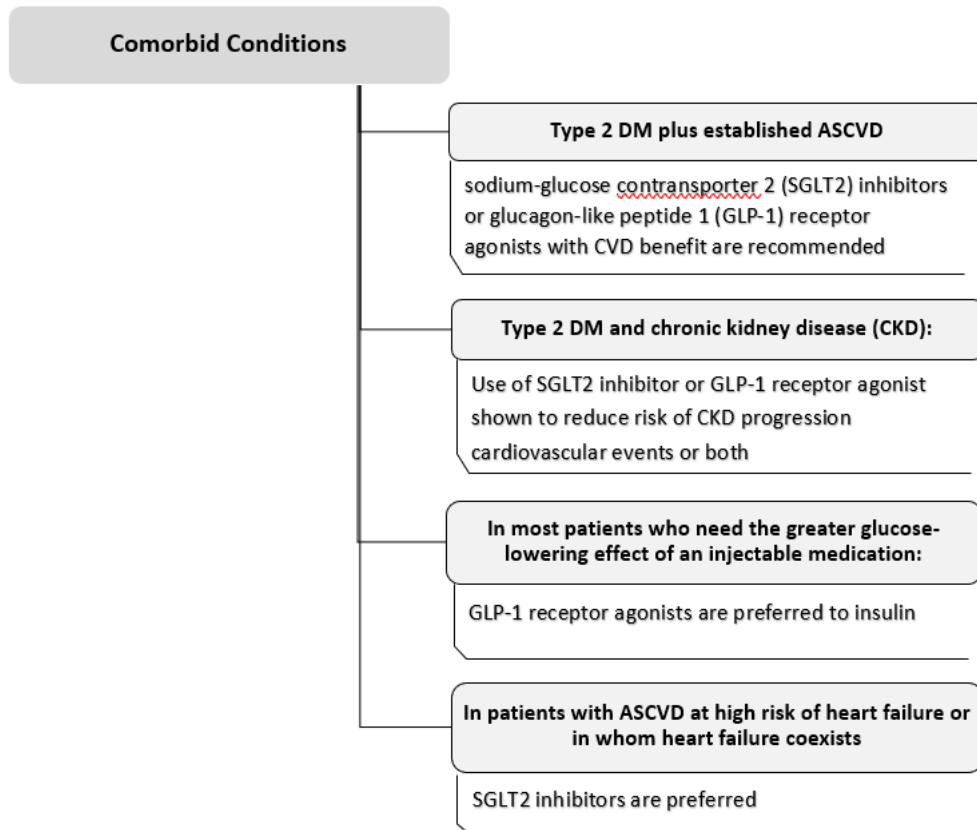 Comorbid Conditions
Type 2 DM plus established ASCVD
sodium-glucose contransporter 2 (SGLT2) inhibitors
or glucagon-like peptide 1 (GLP-1) receptor
agonists with CVD benefit are recommended
Type 2 DM and chronic kidney disease (CKD):
Use of SGLT2 inhibitor or GLP-1 receptor agonist
shown to reduce risk of CKD progression
cardiovascular events or both
In most patients who need the greater glucose-
lowering effect of an injectable medication:
GLP-1 receptor agonists are preferred to insulin
In patients with ASCVD at high risk of heart failure or
in whom heart failure coexists
SGLT2 inhibitors are preferred